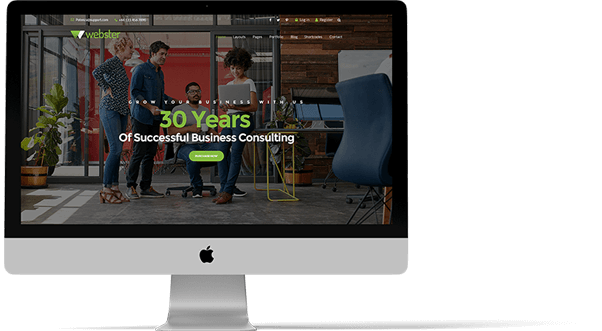 Log in Register
webster
Layouts Pages Portfolio Blog Shortcodes Contact
GROW YOUR BUSINESS WITH US
30 Years
Of Successful Business Consulting